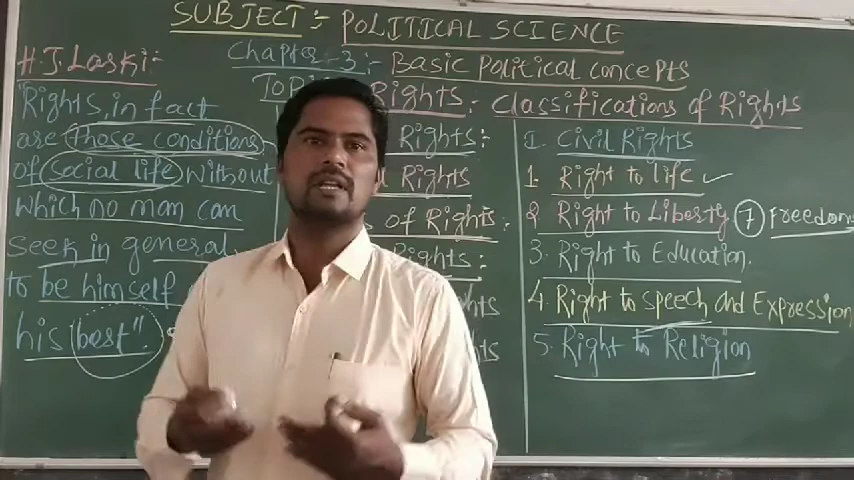 SUBJECT :- POLITICAL SCIENCE
Chapter-3 :- BASIC POLITICAL CONCEPTS
RIGHTS
H.J. Laski :-
"Rights, in fact
are Those conditions
of social life without
which no man can
seek in general
to be himself
his best".
Rights :
Rights
of Rights :
Rights :
Classifications of Rights
1. Civil Rights
1. Right to life ✓
2 Right to Liberty 7 Freedoms
3. Right to Education.
4. Right to speech and Expression
5. Right to Religion